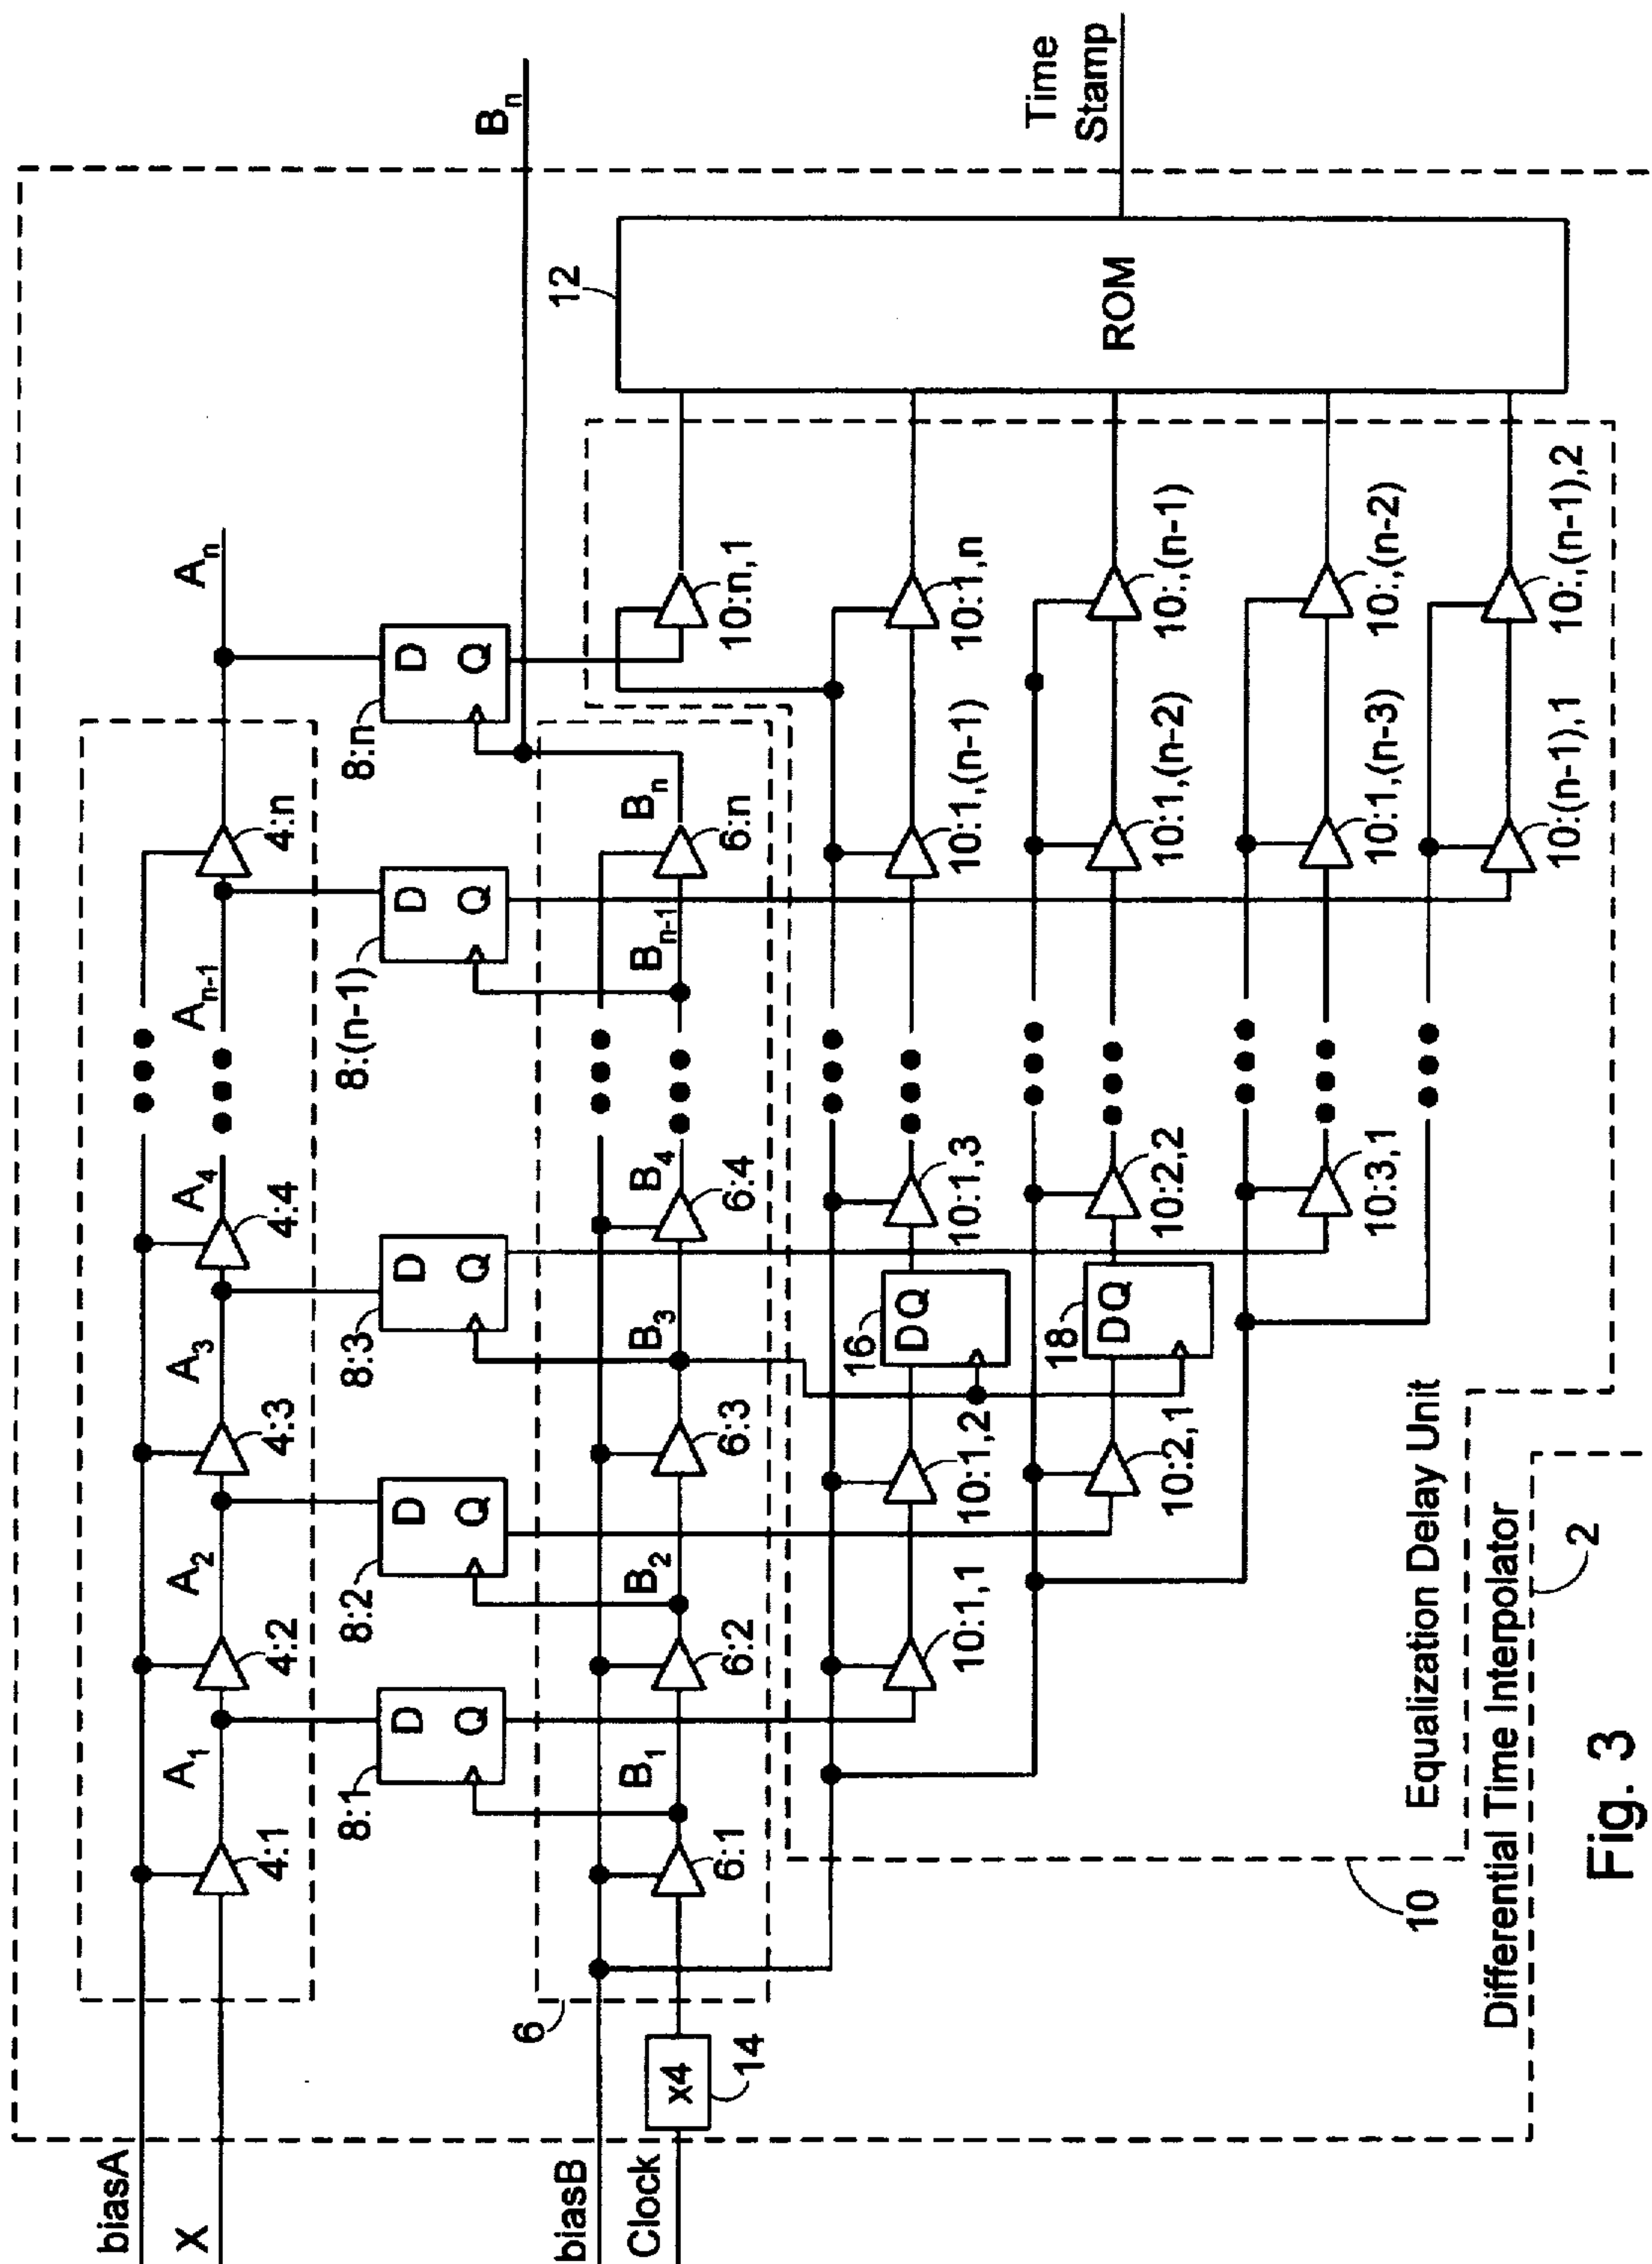 biasA
X
4:1
A1
4:2
A2
4:3
A3
4:4
A4
An-1
4:n
An
8:1
D
Q
8:2
D
Q
8:3
D
Q
8:(n-1)
D
Q
8:n
D
Q
Bn
biasB
Clock
x4
14
6
6:1
B1
6:2
B2
6:3
B3
6:4
B4
Bn-1
6:n
Bn
12
ROM
Time
Stamp
10:n,1
10:1,1
10:1,2
16
D Q
10:1,3
10:1,(n-1)
10:1,n
10:2,1
18
D Q
10:2,2
10:1,(n-2)
10:,(n-1)
10:3,1
10:1,(n-3)
10:,(n-2)
10:(n-1),1
10:,(n-1),2
10
Equalization Delay Unit
Differential Time Interpolator
2
Fig. 3